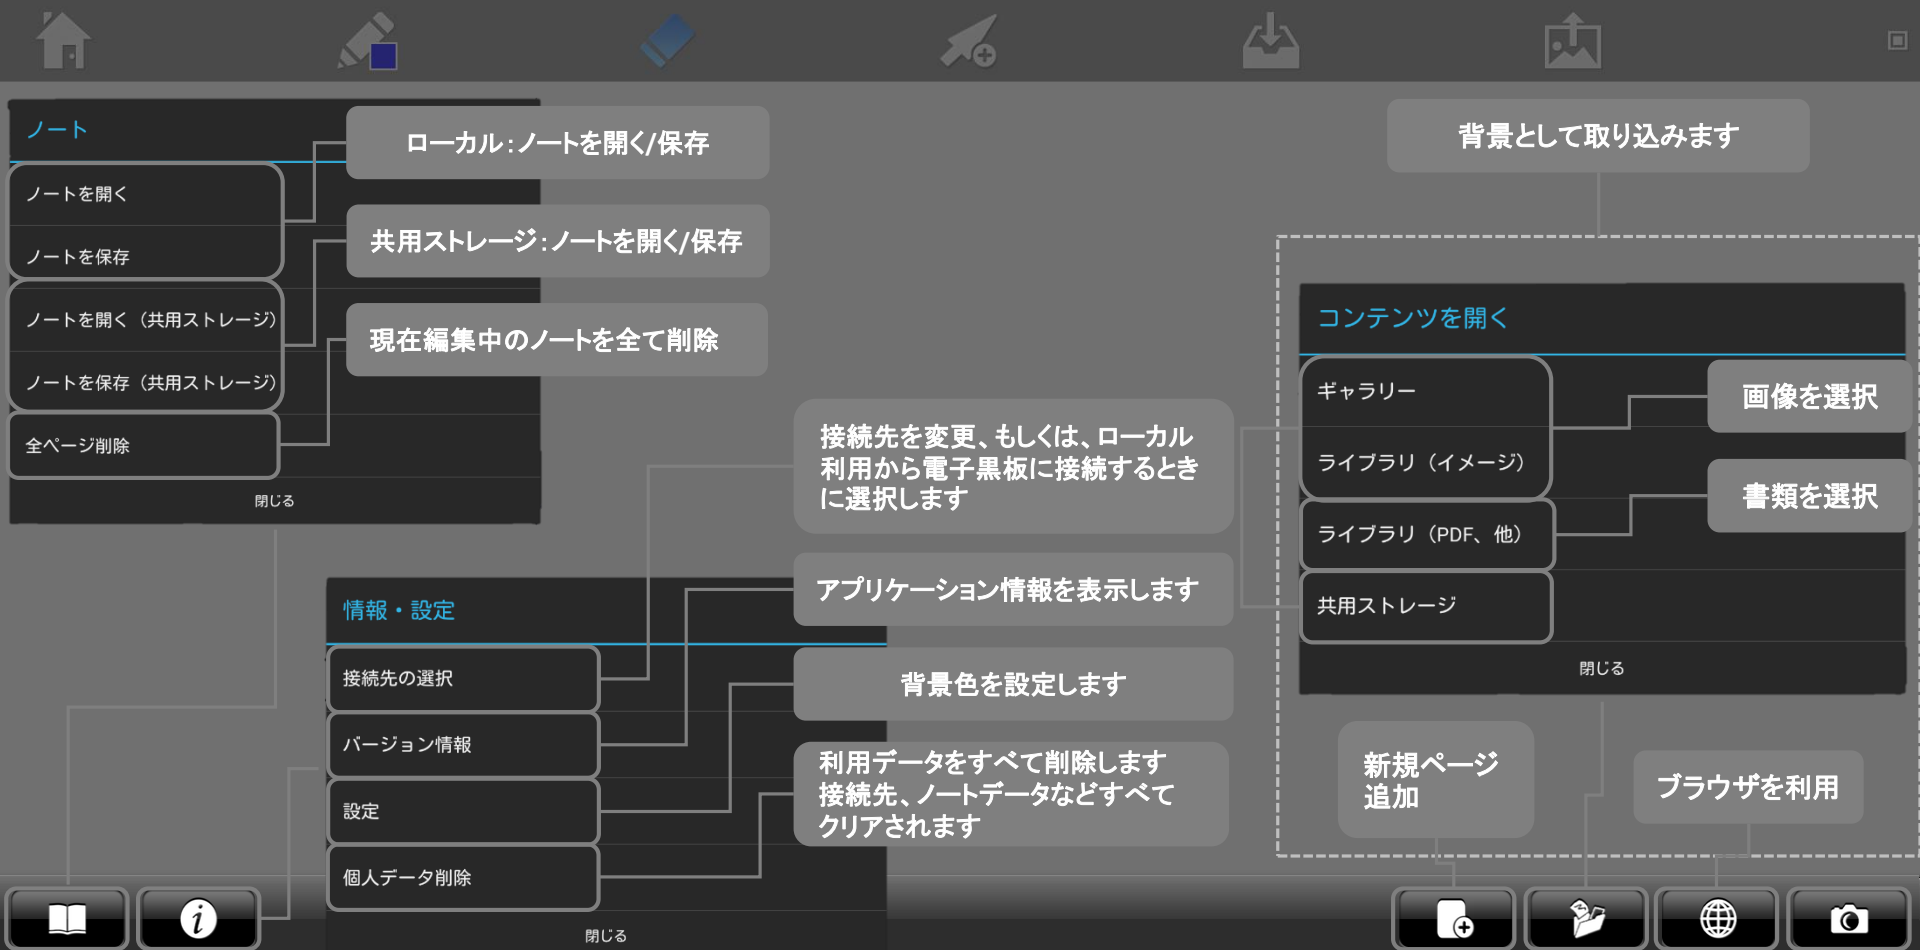 ノート
ノートを開く
ノートを保存
ノートを開く（共用ストレージ）
ノートを保存（共用ストレージ）
全ページ削除
閉じる
ローカル：ノートを開く/保存
共用ストレージ：ノートを開く/保存
現在編集中のノートを全て削除
情報・設定
接続先の選択
バージョン情報
設定
個人データ削除
閉じる
接続先を変更、もしくは、ローカル
利用から電子黒板に接続するとき
に選択します
アプリケーション情報を表示します
背景色を設定します
利用データをすべて削除します
接続先、ノートデータなどすべて
クリアされます
背景として取り込みます
コンテンツを開く
ギャラリー
ライブラリ（イメージ）
ライブラリ（PDF、他）
共用ストレージ
閉じる
画像を選択
書類を選択
新規ページ
追加
ブラウザを利用